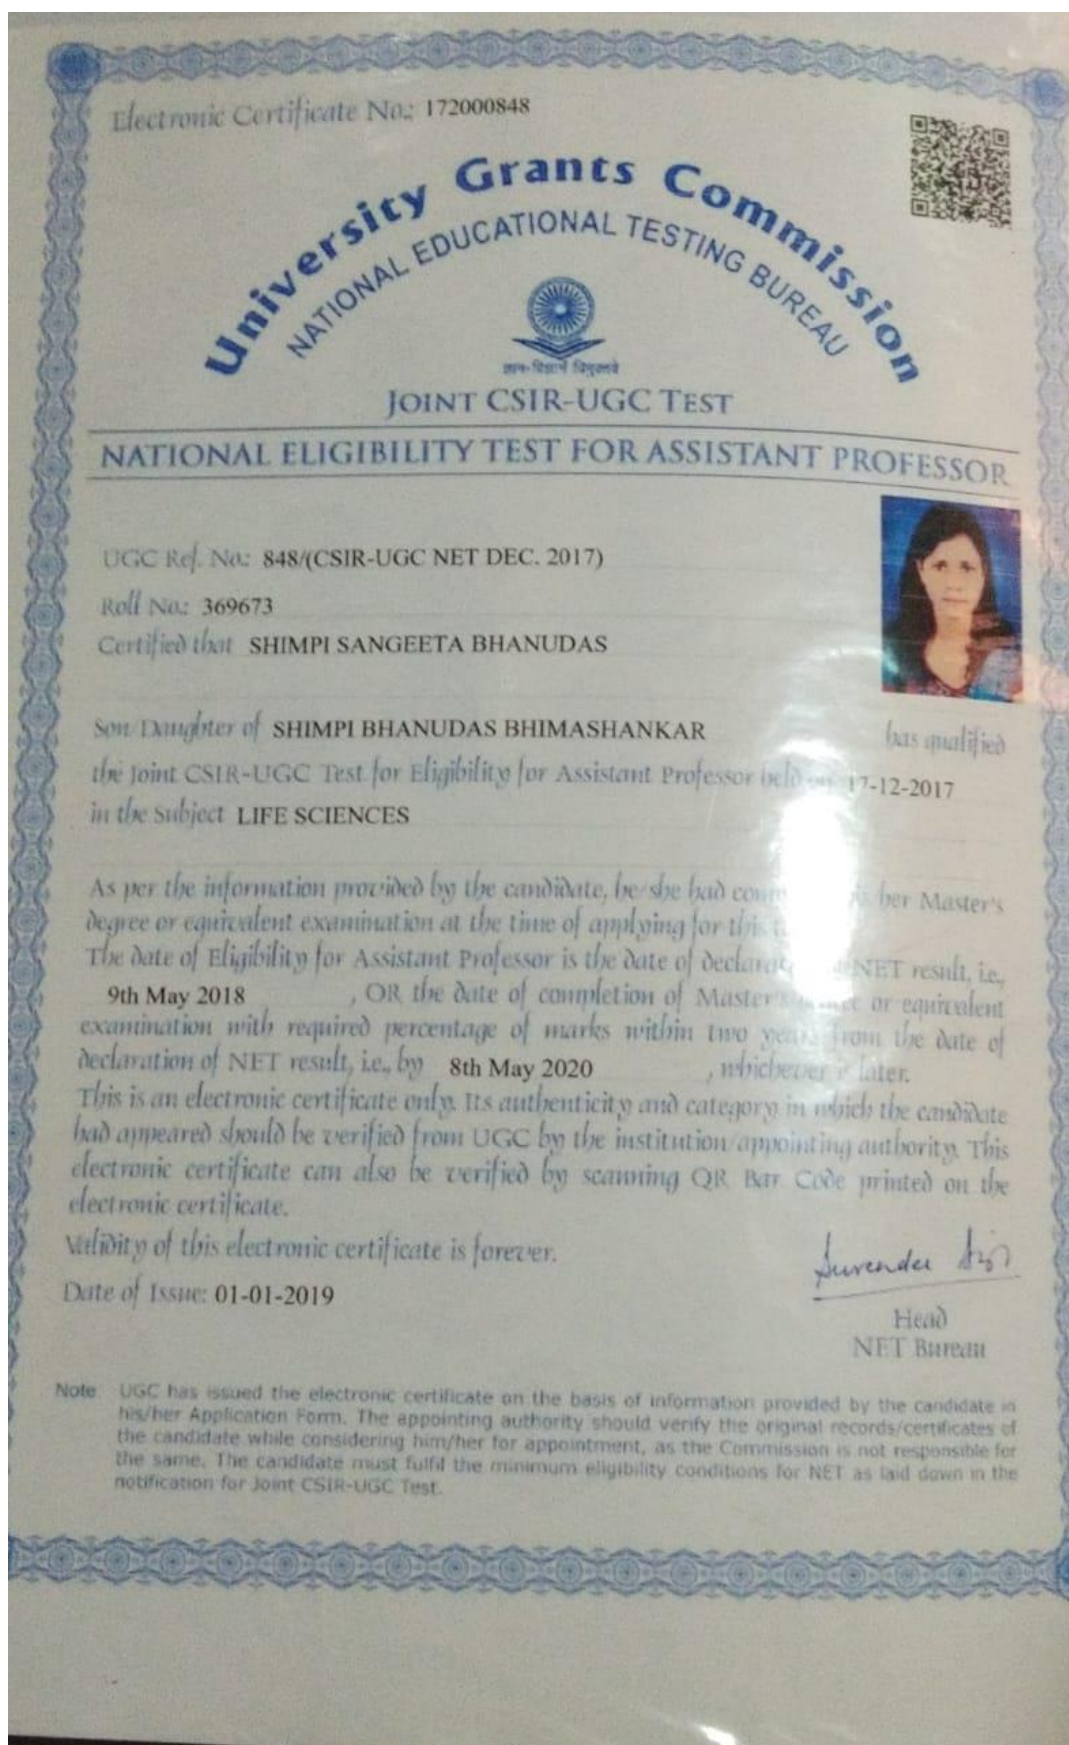 Electronic Certificate No.: 172000848
University Grants Commission
NATIONAL EDUCATIONAL TESTING BUREAU
ज्ञान-विज्ञानं विमुक्तये
JOINT CSIR-UGC TEST
NATIONAL ELIGIBILITY TEST FOR ASSISTANT PROFESSOR
UGC Ref. No.: 848/(CSIR-UGC NET DEC. 2017)
Roll No.: 369673
Certified that SHIMPI SANGEETA BHANUDAS
Son/Daughter of SHIMPI BHANUDAS BHIMASHANKAR has qualified
the Joint CSIR-UGC Test for Eligibility for Assistant Professor held on 17-12-2017
in the Subject LIFE SCIENCES
As per the information provided by the candidate, he/she had her Master's
degree or equivalent examination at the time of applying for this
The date of Eligibility for Assistant Professor is the date of NET result, i.e.,
9th May 2018 , OR the date of completion of Master's or equivalent
examination with required percentage of marks within two years from the date of
declaration of NET result, i.e., by 8th May 2020 , whichever is later.
This is an electronic certificate only. Its authenticity and category in which the candidate
had appeared should be verified from UGC by the institution/appointing authority. This
electronic certificate can also be verified by scanning QR Bar Code printed on the
electronic certificate.
Validity of this electronic certificate is forever.
Surender
Date of Issue: 01-01-2019
Head
NET Bureau
Note: UGC has issued the electronic certificate on the basis of information provided by the candidate in
his/her Application Form. The appointing authority should verify the original records/certificates of
the candidate while considering him/her for appointment, as the Commission is not responsible for
the same. The candidate must fulfil the minimum eligibility conditions for NET as laid down in the
notification for Joint CSIR-UGC Test.